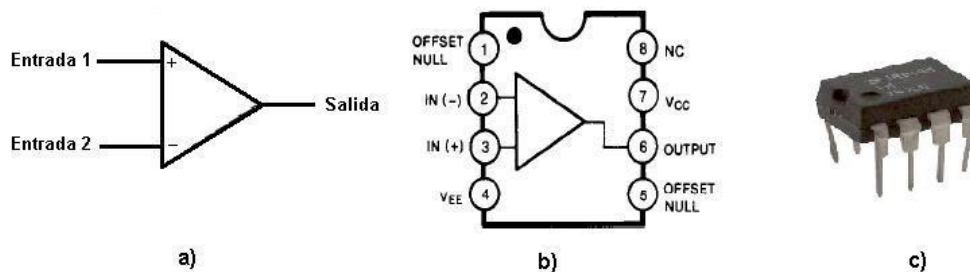 Entrada 1
+
Salida
Entrada 2
−
a)
OFFSET
NULL
1
8
NC
IN (-)
2
7
VCC
IN (+)
3
6
OUTPUT
VEE
4
5
OFFSET
NULL
b)
c)